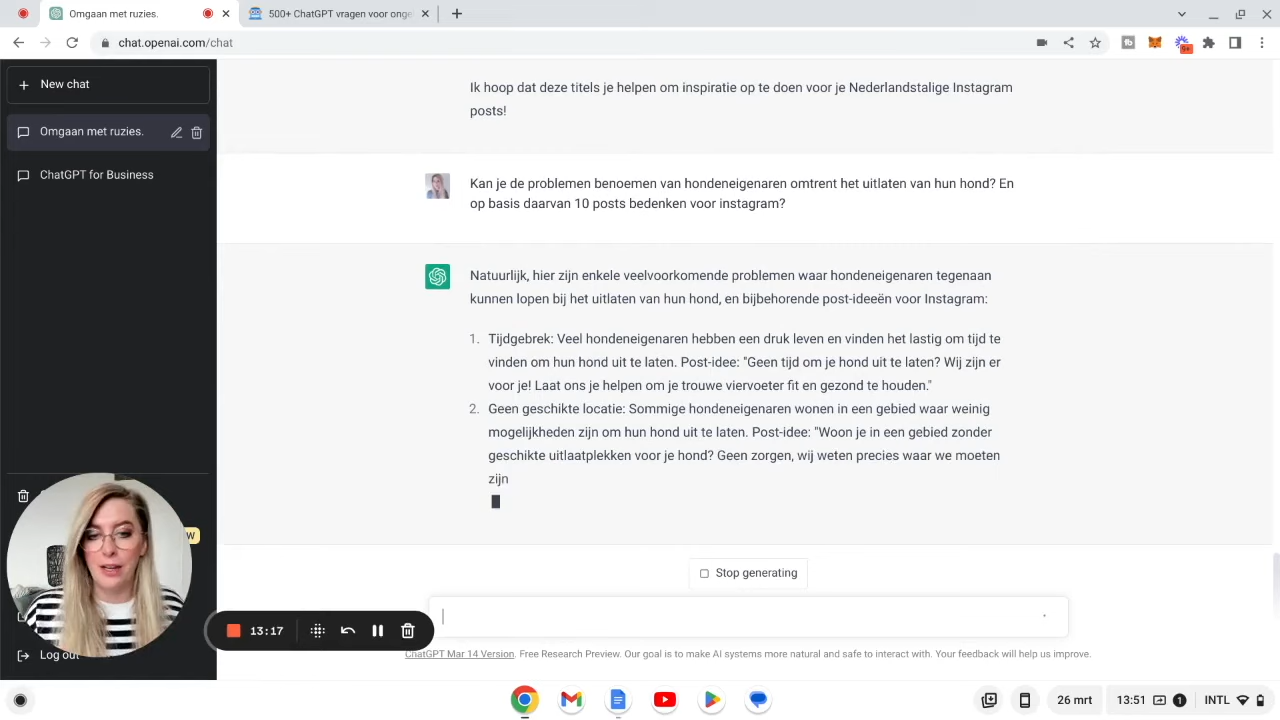 Omgaan met ruzies.
500+ ChatGPT vragen voor onge
chat.openai.com/chat
9+
New chat
Omgaan met ruzies.
ChatGPT for Business
Ik hoop dat deze titels je helpen om inspiratie op te doen voor je Nederlandstalige Instagram
posts!
Kan je de problemen benoemen van hondeneigenaren omtrent het uitlaten van hun hond? En
op basis daarvan 10 posts bedenken voor instagram?
Natuurlijk, hier zijn enkele veelvoorkomende problemen waar hondeneigenaren tegenaan
kunnen lopen bij het uitlaten van hun hond, en bijbehorende post-ideeën voor Instagram:
1. Tijdgebrek: Veel hondeneigenaren hebben een druk leven en vinden het lastig om tijd te
vinden om hun hond uit te laten. Post-idee: "Geen tijd om je hond uit te laten? Wij zijn er
voor je! Laat ons je helpen om je trouwe viervoeter fit en gezond te houden."
2. Geen geschikte locatie: Sommige hondeneigenaren wonen in een gebied waar weinig
mogelijkheden zijn om hun hond uit te laten. Post-idee: "Woon je in een gebied zonder
geschikte uitlaatplekken voor je hond? Geen zorgen, wij weten precies waar we moeten
zijn
Stop generating
13:17
Log out
ChatGPT Mar 14 Version. Free Research Preview. Our goal is to make AI systems more natural and safe to interact with. Your feedback will help us improve.
26 mrt
13:51
1
INTL